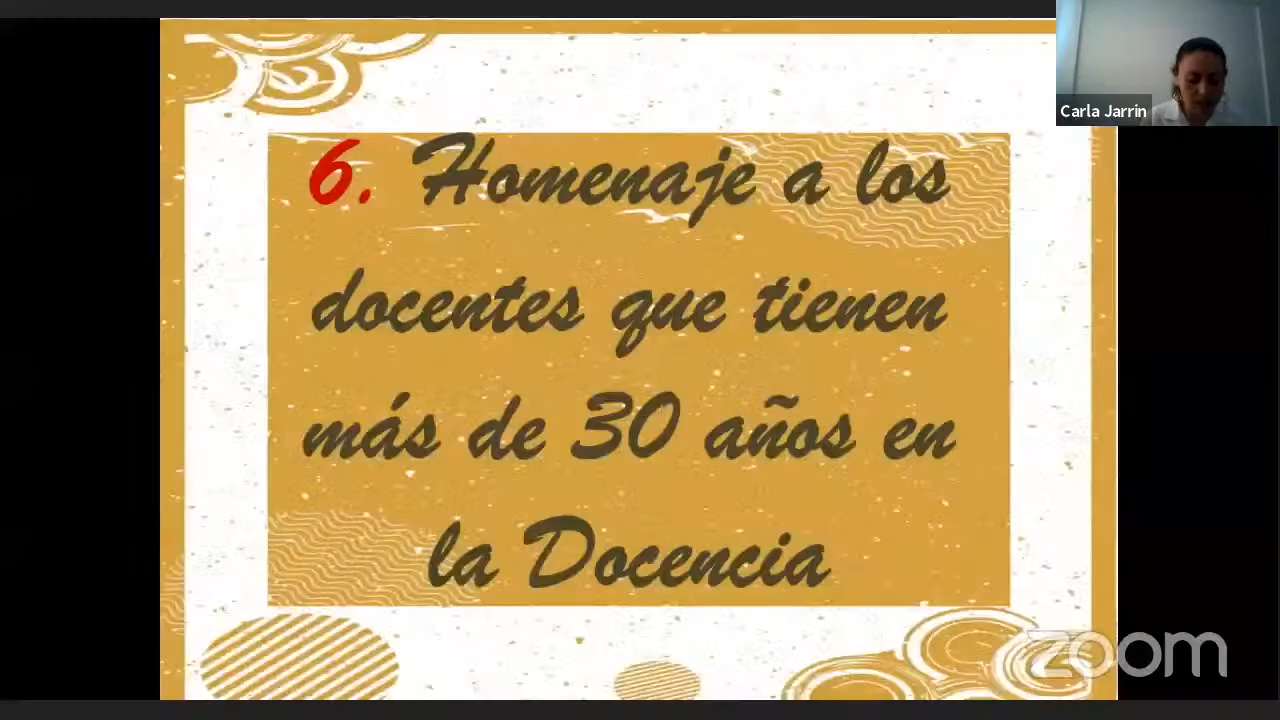 Carla Jarrin
6. Homenaje a los
docentes que tienen
más de 30 años en
la Docencia
zoom